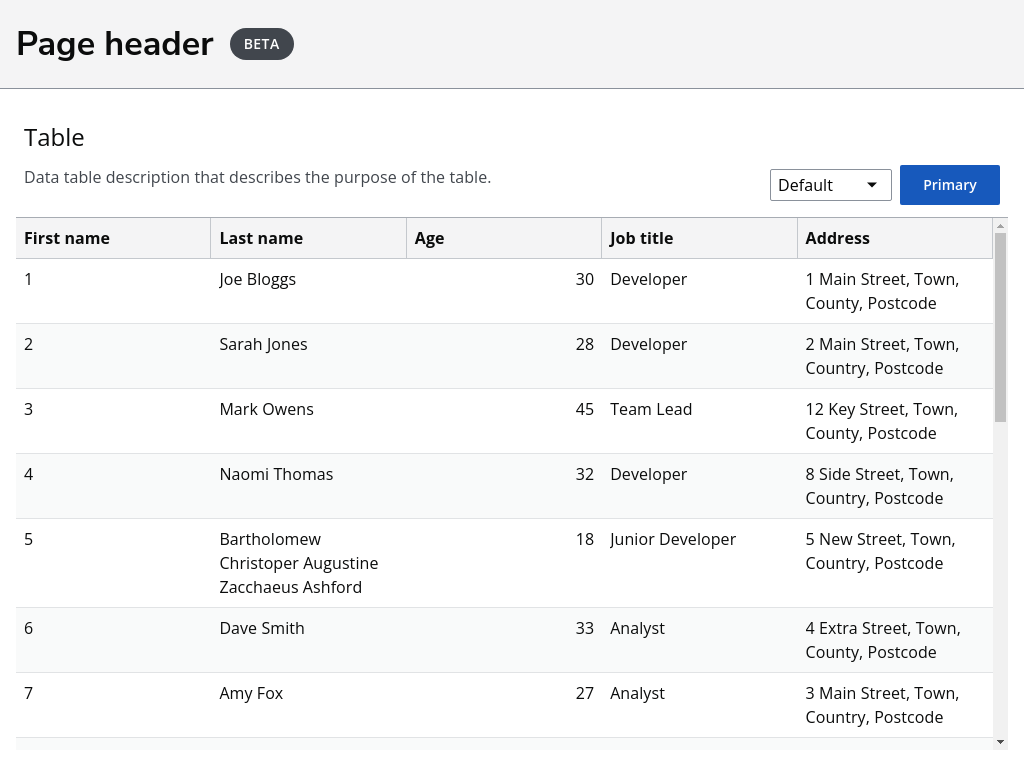 Page header BETA
Table
Data table description that describes the purpose of the table.
Default Primary
First name Last name Age Job title Address
1 Joe Bloggs 30 Developer 1 Main Street, Town,
County, Postcode
2 Sarah Jones 28 Developer 2 Main Street, Town,
Country, Postcode
3 Mark Owens 45 Team Lead 12 Key Street, Town,
County, Postcode
4 Naomi Thomas 32 Developer 8 Side Street, Town,
Country, Postcode
5 Bartholomew 18 Junior Developer 5 New Street, Town,
Christoper Augustine Country, Postcode
Zacchaeus Ashford
6 Dave Smith 33 Analyst 4 Extra Street, Town,
County, Postcode
7 Amy Fox 27 Analyst 3 Main Street, Town,
Country, Postcode